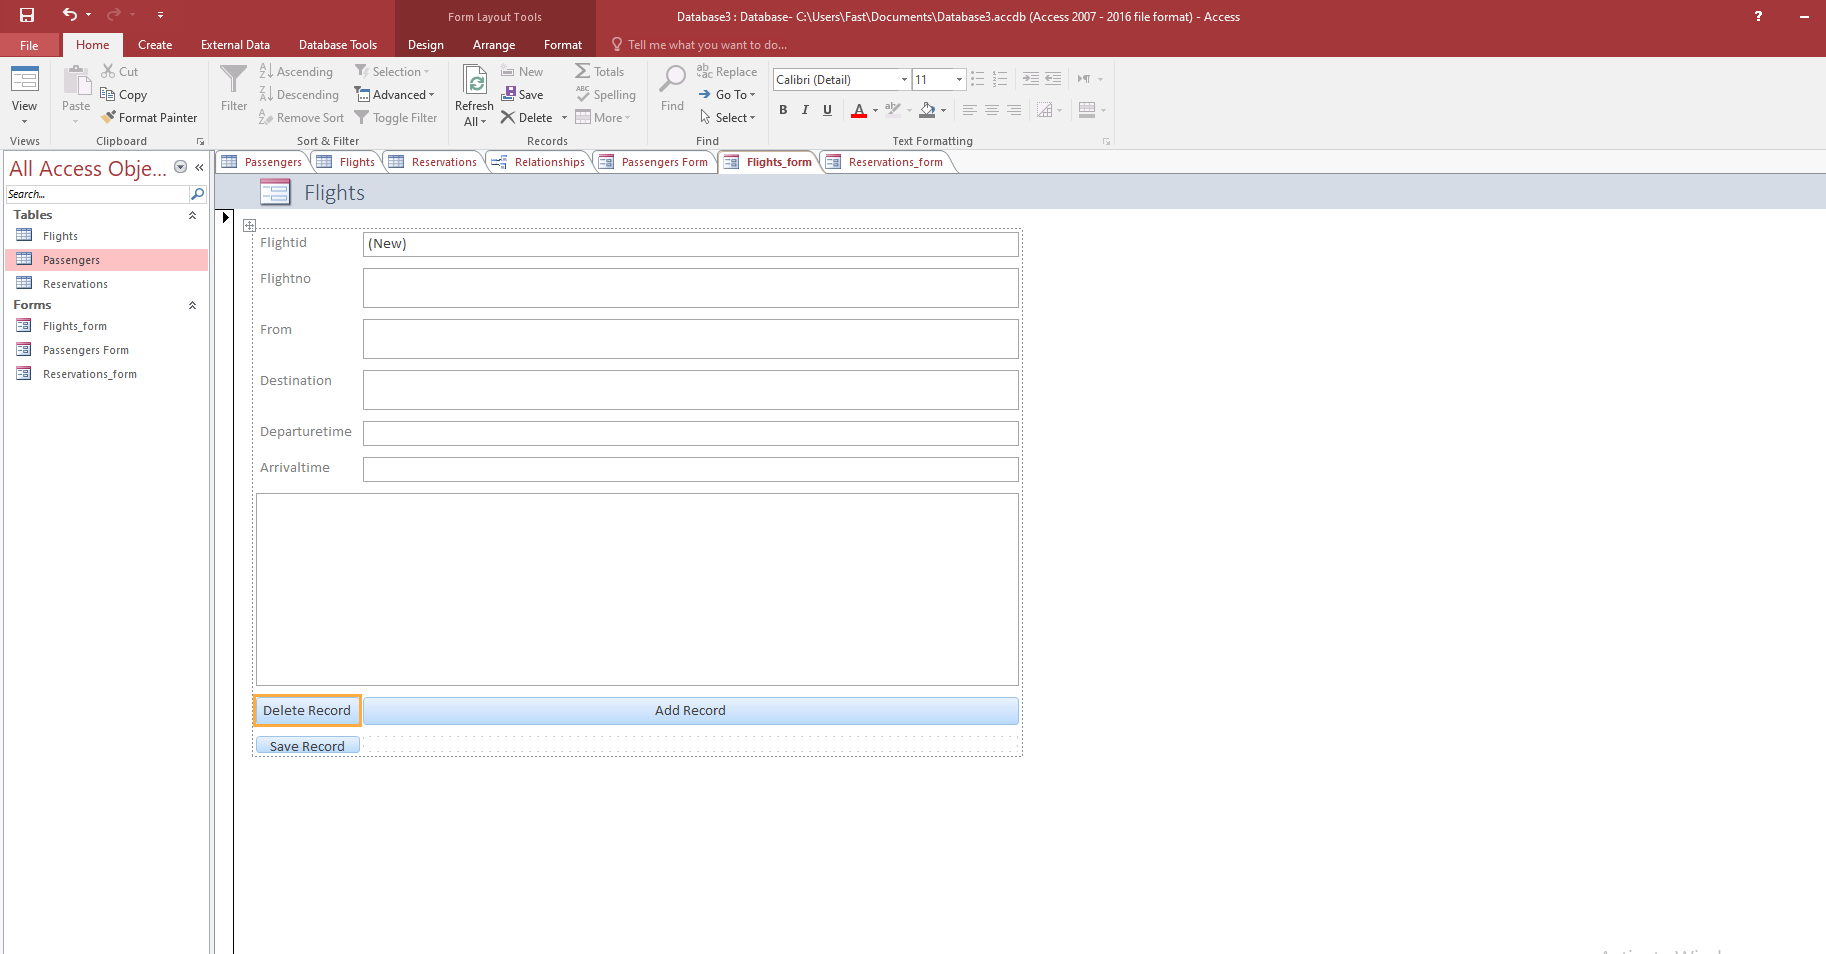 Form Layout Tools
Database3 : Database- C:\Users\Fast\Documents\Database3.accdb (Access 2007 - 2016 file format) - Access
?
File Home Create External Data Database Tools Design Arrange Format Tell me what you want to do...
View
Views
Paste
Cut
Copy
Format Painter
Clipboard
Filter
Ascending
Descending
Remove Sort
Selection
Advanced
Toggle Filter
Sort & Filter
Refresh
All
New
Save
Delete
Totals
Spelling
More
Records
Find
Replace
Go To
Select
Find
Calibri (Detail) 11
B I U A
Text Formatting
All Access Obje...
Search...
Tables
Flights
Passengers
Reservations
Forms
Flights_form
Passengers Form
Reservations_form
Passengers Flights Reservations Relationships Passengers Form Flights_form Reservations_form
Flights
Flightid (New)
Flightno
From
Destination
Departuretime
Arrivaltime
Delete Record Add Record
Save Record